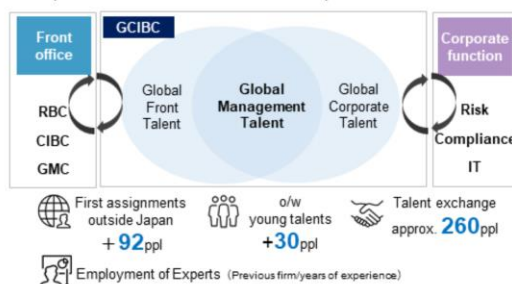 Front
office
GCIBC
Corporate
function
RBC
CIBC
GMC
Global
Front
Talent
Global
Management
Talent
Global
Corporate
Talent
Risk
Compliance
IT
First assignments
outside Japan
+92ppl
o/w
young talents
+30ppl
Talent exchange
approx. 260ppl
Employment of Experts (Previous firm/years of experience)